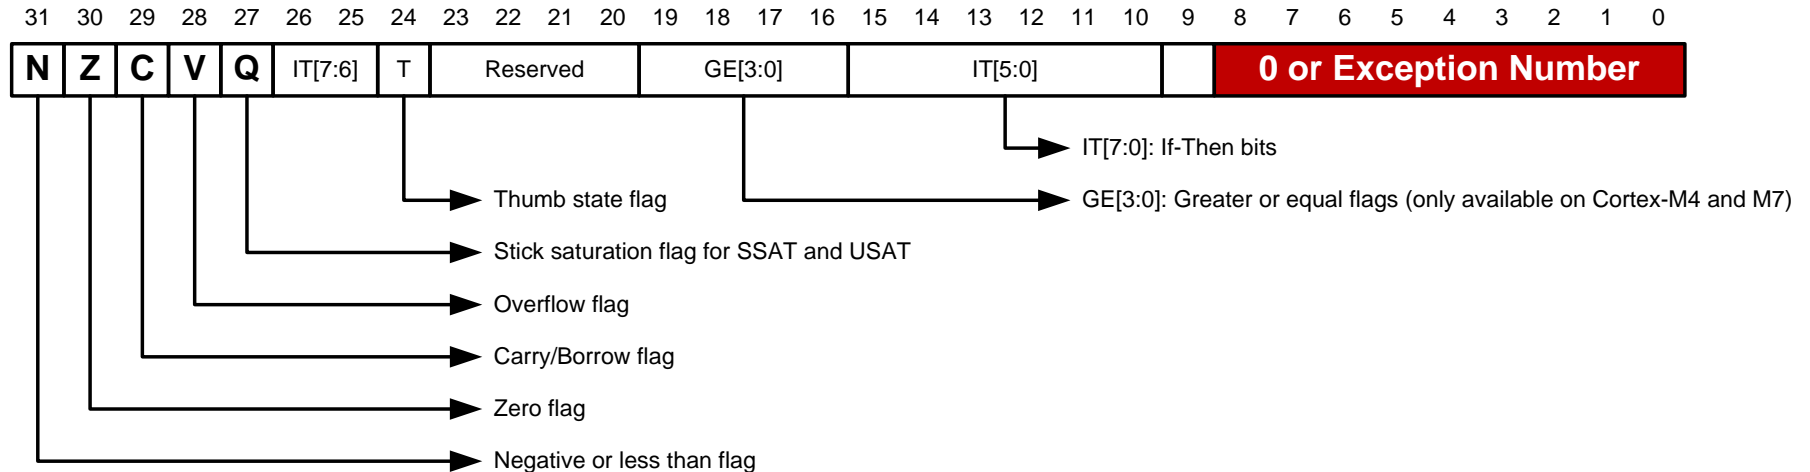 31 30 29 28 27 26 25 24 23 22 21 20 19 18 17 16 15 14 13 12 11 10 9 8 7 6 5 4 3 2 1 0
N Z C V Q IT[7:6] T Reserved GE[3:0] IT[5:0] 0 or Exception Number
IT[7:0]: If-Then bits
Thumb state flag
GE[3:0]: Greater or equal flags (only available on Cortex-M4 and M7)
Stick saturation flag for SSAT and USAT
Overflow flag
Carry/Borrow flag
Zero flag
Negative or less than flag